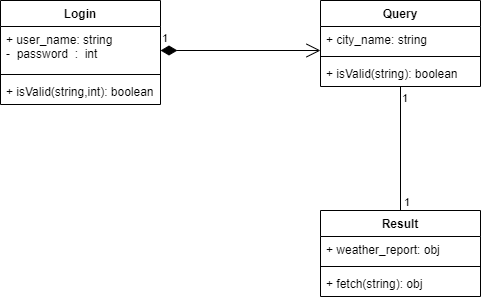 Login
+ user_name: string
- password : int
+ isValid(string,int): boolean
1
Query
+ city_name: string
+ isValid(string): boolean
1
1
Result
+ weather_report: obj
+ fetch(string): obj